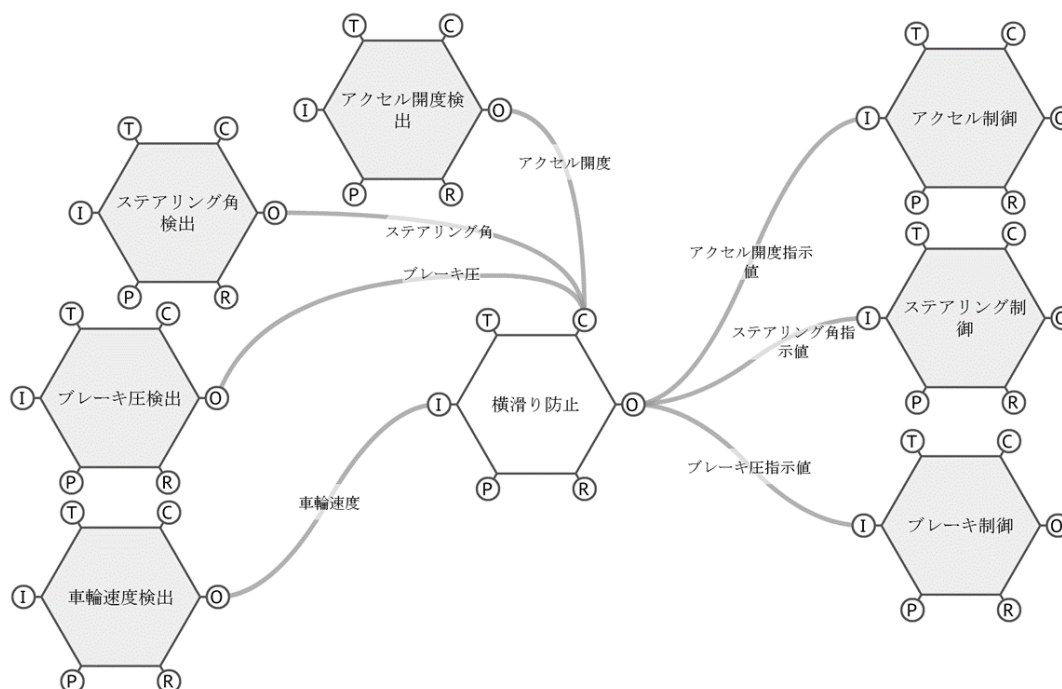 T
C
I
アクセル開度検
出
O
P
R
アクセル開度
T
C
I
ステアリング角
検出
O
P
R
ステアリング角
T
C
I
ブレーキ圧検出
O
P
R
ブレーキ圧
T
C
I
車輪速度検出
O
P
R
車輪速度
T
C
I
横滑り防止
O
P
R
アクセル開度指示
値
ステアリング角指
示値
ブレーキ圧指示値
T
C
I
アクセル制御
O
P
R
T
C
I
ステアリング制
御
O
P
R
T
C
I
ブレーキ制御
O
P
R